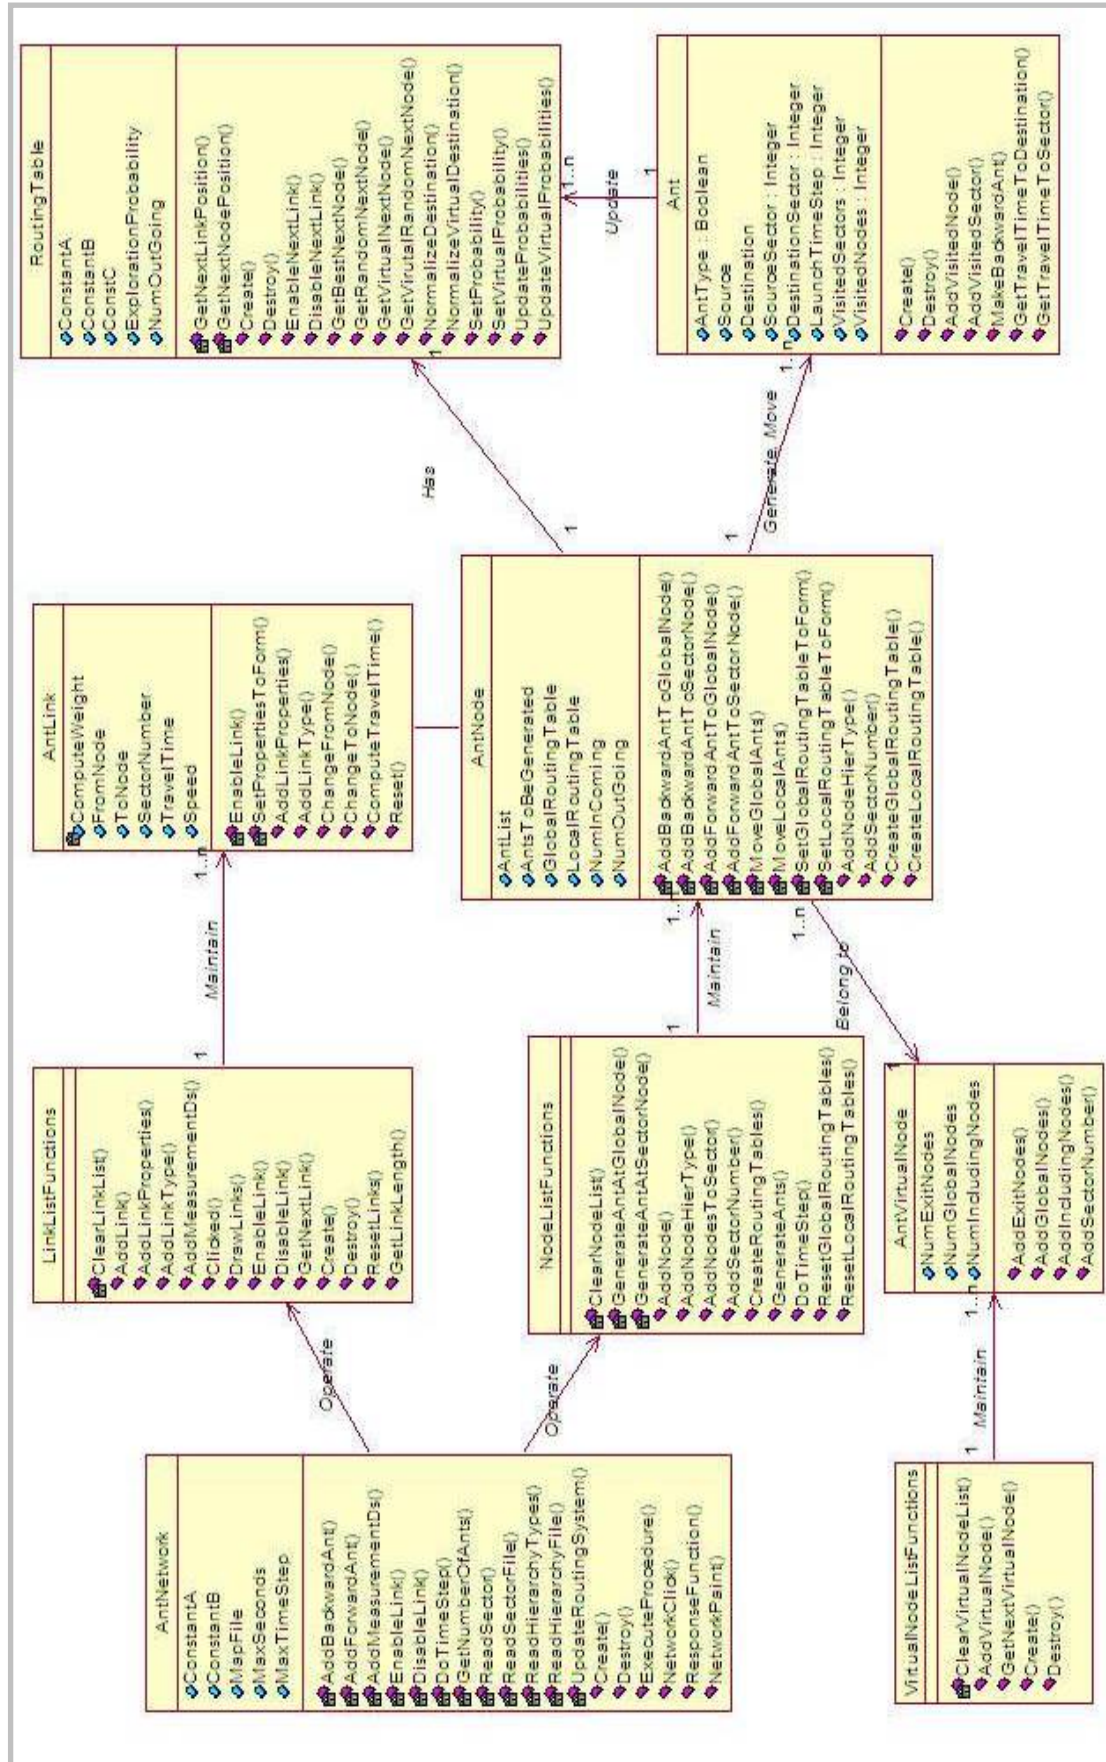 AntNetwork
ConstantA
ConstantB
MapFile
MaxSeconds
MaxTimeStep
AddBackwardAnt()
AddForwardAnt()
AddMeasurementDs()
EnableLink()
DisableLink()
DoTimeStep()
GetNumberOfAnts()
ReadSector()
ReadSectorFile()
ReadHierarchyTypes()
ReadHierarchyFile()
UpdateRoutingSystem()
Create()
Destroy()
ExecuteProcedure()
NetworkClick()
ResponseFunction()
NetworkPaint()
Operate
Operate
LinkListFunctions
ClearLinkList()
AddLink()
AddLinkProperties()
AddLinkType()
AddMeasurementDs()
Clicked()
DrawLinks()
EnableLink()
DisableLink()
GetNextLink()
Create()
Destroy()
ResetLinks()
GetLinkLength()
1
Maintain
1..n
AntLink
ComputeWeight
FromNode
ToNode
SectorNumber
TravelTime
Speed
EnableLink()
SetPropertiesToForm()
AddLinkProperties()
AddLinkType()
ChangeFromNode()
ChangeToNode()
ComputeTravelTime()
Reset()
NodeListFunctions
ClearNodeList()
GenerateAntAtGlobalNode()
GenerateAntAtSectorNode()
AddNode()
AddNodeHierType()
AddNodesToSector()
AddSectorNumber()
CreateRoutingTables()
GenerateAnts()
DoTimeStep()
ResetGlobalRoutingTables()
ResetLocalRoutingTables()
1
Maintain
1..n
AntNode
AntList
AntsToBeGenerated
GlobalRoutingTable
LocalRoutingTable
NumInComing
NumOutGoing
AddBackwardAntToGlobalNode()
AddBackwardAntToSectorNode()
AddForwardAntToGlobalNode()
AddForwardAntToSectorNode()
MoveGlobalAnts()
MoveLocalAnts()
SetGlobalRoutingTableToForm()
SetLocalRoutingTableToForm()
AddNodeHierType()
AddSectorNumber()
CreateGlobalRoutingTable()
CreateLocalRoutingTable()
1
Has
1
RoutingTable
ConstantA
ConstantB
ConstC
ExplorationProbability
NumOutGoing
GetNextLinkPosition()
GetNextNodePosition()
Create()
Destroy()
EnableNextLink()
DisableNextLink()
GetBestNextNode()
GetRandomNextNode()
GetVirtualNextNode()
GetVirutalRandomNextNode()
NormalizeDestination()
NormalizeVirtualDestination()
SetProbability()
SetVirtualProbability()
UpdateProbabilities()
UpdateVirtualProbabilities()
1..n
Update
1
1
Generate, Move
1..n
Ant
AntType : Boolean
Source
Destination
SourceSector : Integer
DestinationSector : Integer
LaunchTimeStep : Integer
VisitedSectors : Integer
VisitedNodes : Integer
Create()
Destroy()
AddVisitedNode()
AddVisitedSector()
MakeBackwardAnt()
GetTravelTimeToDestination()
GetTravelTimeToSector()
1..n
Belong to
1
AntVirtualNode
NumExitNodes
NumGlobalNodes
NumIncludingNodes
AddExitNodes()
AddGlobalNodes()
AddIncludingNodes()
AddSectorNumber()
1..n
Maintain
1
VirtualNodeListFunctions
ClearVirtualNodeList()
AddVirtualNode()
GetNextVirtualNode()
Create()
Destroy()